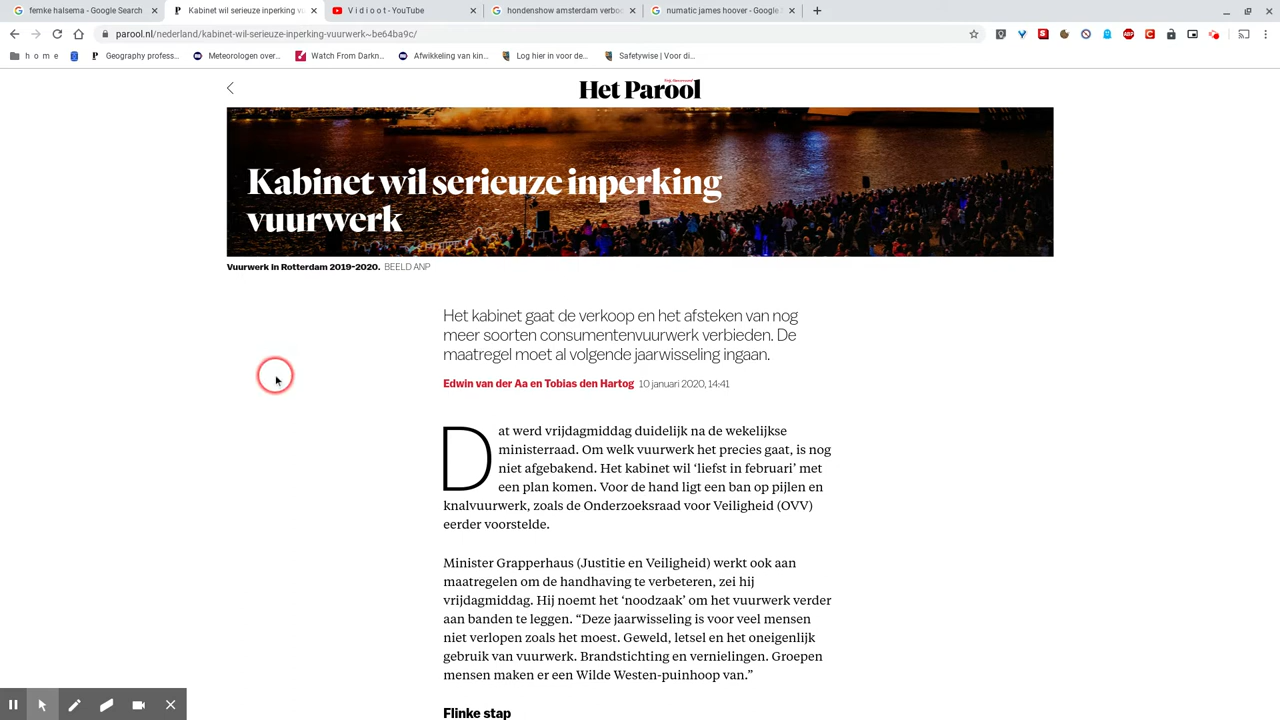 femke halsema - Google Search
Kabinet wil serieuze inperking v
V i d i o o t - YouTube
hondenshow amsterdam verbo
numatic james hoover - Google
parool.nl/nederland/kabinet-wil-serieuze-inperking-vuurwerk~be64ba9c/
h o m e
Geography profess...
Meteorologen over...
Watch From Darkn...
Afwikkeling van kin...
Log hier in voor de...
Safetywise | Voor di...
Het Parool
Kabinet wil serieuze inperking
vuurwerk
Vuurwerk in Rotterdam 2019-2020. BEELD ANP
Het kabinet gaat de verkoop en het afsteken van nog
meer soorten consumentenvuurwerk verbieden. De
maatregel moet al volgende jaarwisseling ingaan.
Edwin van der Aa en Tobias den Hartog 10 januari 2020, 14:41
Dat werd vrijdagmiddag duidelijk na de wekelijkse
ministerraad. Om welk vuurwerk het precies gaat, is nog
niet afgebakend. Het kabinet wil ‘liefst in februari’ met
een plan komen. Voor de hand ligt een ban op pijlen en
knalvuurwerk, zoals de Onderzoeksraad voor Veiligheid (OVV)
eerder voorstelde.
Minister Grapperhaus (Justitie en Veiligheid) werkt ook aan
maatregelen om de handhaving te verbeteren, zei hij
vrijdagmiddag. Hij noemt het ‘noodzaak’ om het vuurwerk verder
aan banden te leggen. “Deze jaarwisseling is voor veel mensen
niet verlopen zoals het moest. Geweld, letsel en het oneigenlijk
gebruik van vuurwerk. Brandstichting en vernielingen. Groepen
mensen maken er een Wilde Westen-puinhoop van.”
Flinke stap